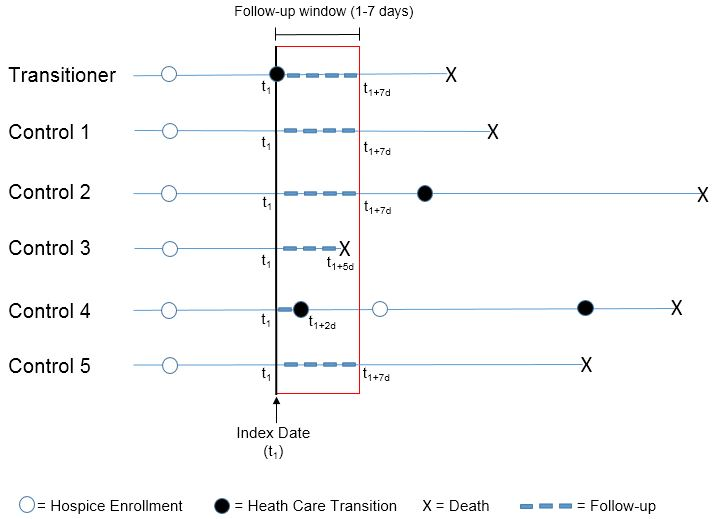 Follow-up window (1-7 days)
Transitioner
t1
t1+7d
Control 1
t1
t1+7d
Control 2
t1
t1+7d
Control 3
X
t1
t1+5d
Control 4
t1
t1+2d
Control 5
t1
t1+7d
Index Date
(t1)
= Hospice Enrollment
= Heath Care Transition
X = Death
= Follow-up